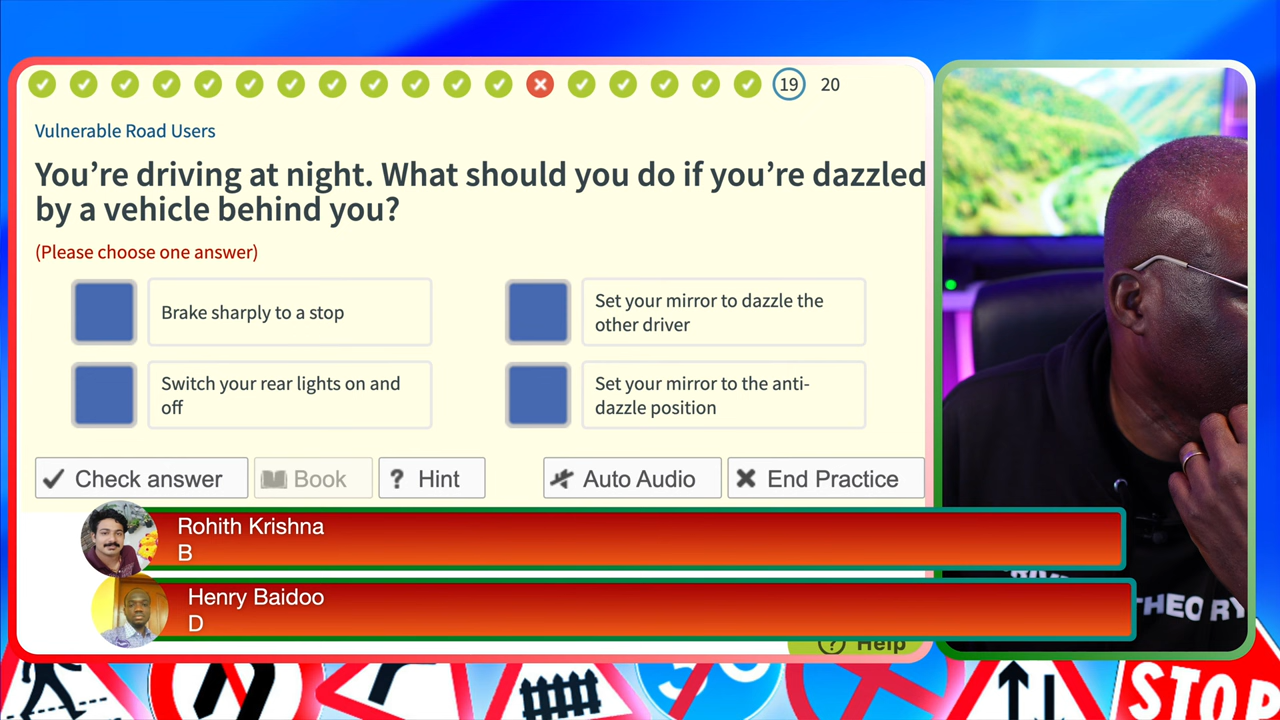 19 20
Vulnerable Road Users
You’re driving at night. What should you do if you’re dazzled
by a vehicle behind you?
(Please choose one answer)
Brake sharply to a stop
Set your mirror to dazzle the
other driver
Switch your rear lights on and
off
Set your mirror to the anti-
dazzle position
Check answer
Book
? Hint
Auto Audio
End Practice
Rohith Krishna
B
Henry Baidoo
D
THEORY
? Help
STOP